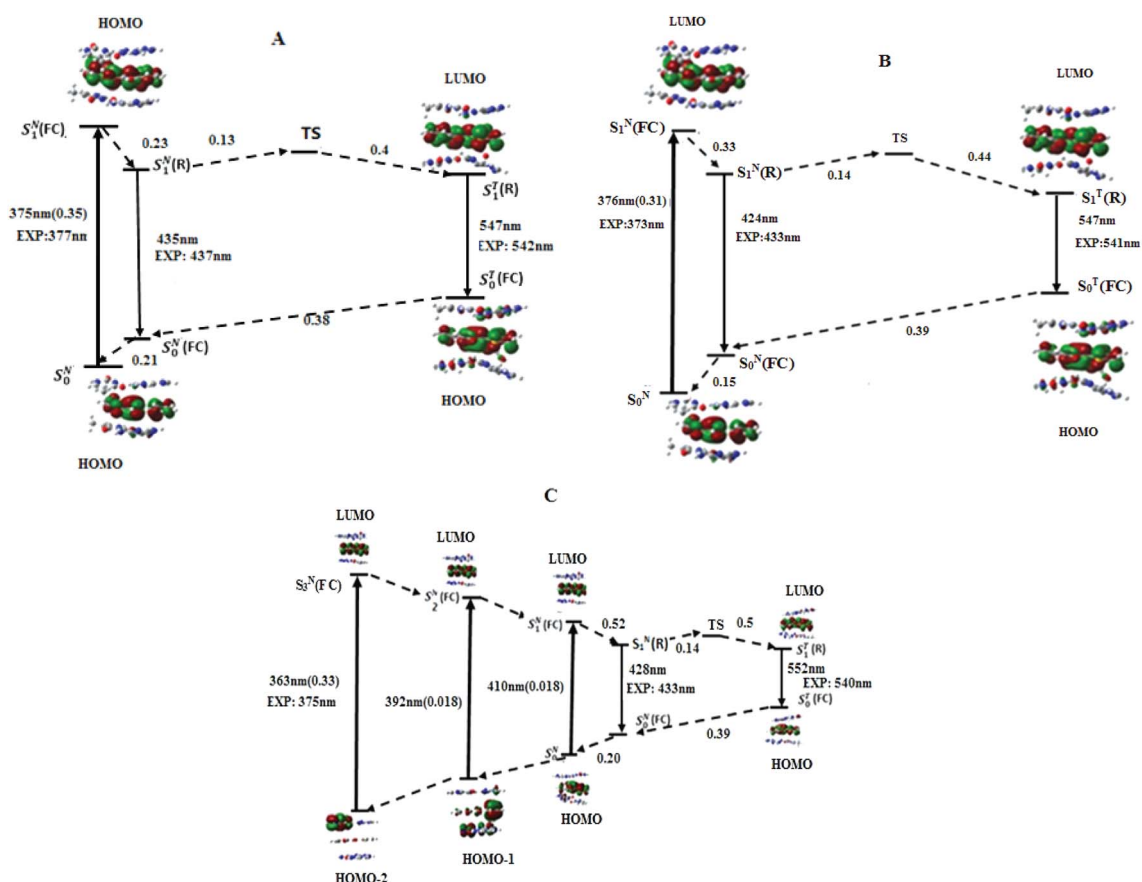 A
HOMO
S₁ᴺ(FC)
0.23
S₁ᴺ(R)
0.13
TS
0.4
LUMO
S₁ᵀ(R)
375nm(0.35)
EXP:377nm
435nm
EXP: 437nm
547nm
EXP: 542nm
S₀ᵀ(FC)
0.38
S₀ᴺ(FC)
0.21
S₀ᴺ
HOMO
HOMO
B
LUMO
S₁ᴺ(FC)
0.33
S₁ᴺ(R)
0.14
TS
0.44
LUMO
S₁ᵀ(R)
376nm(0.31)
EXP:373nm
424nm
EXP:433nm
547nm
EXP:541nm
S₀ᵀ(FC)
0.39
S₀ᴺ(FC)
0.15
S₀ᴺ
HOMO
HOMO
C
LUMO
S₃ᴺ(FC)
LUMO
S₂ᴺ(FC)
LUMO
S₁ᴺ(FC)
0.52
S₁ᴺ(R)
0.14
TS
0.5
LUMO
S₁ᵀ(R)
363nm(0.33)
EXP: 375nm
392nm(0.018)
410nm(0.018)
428nm
EXP: 433nm
552nm
EXP: 540nm
S₀ᵀ(FC)
0.39
S₀ᴺ(FC)
0.20
S₀ᴺ
HOMO
HOMO
HOMO-1
HOMO-2